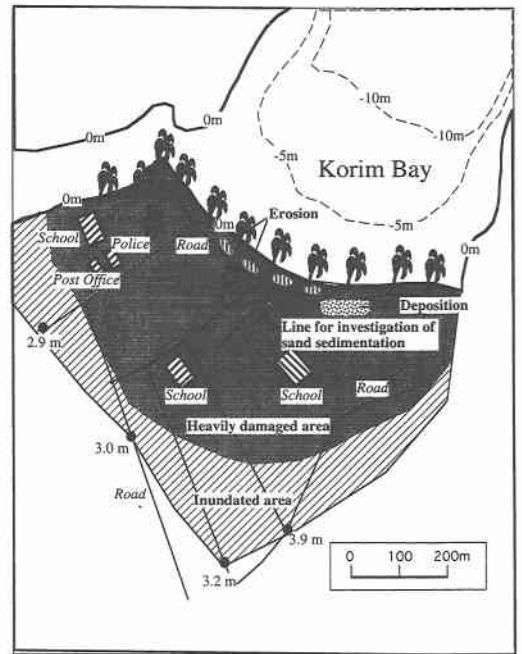 0m
-10m
-10m
0m
-5m
Korim Bay
-5m
0m
0m
Erosion
School
Police
Road
0m
Post Office
Deposition
Line for investigation of
sand sedimentation
2.9 m
School
School
Road
Heavily damaged area
3.0 m
Road
Inundated area
3.9 m
3.2 m
0 100 200m